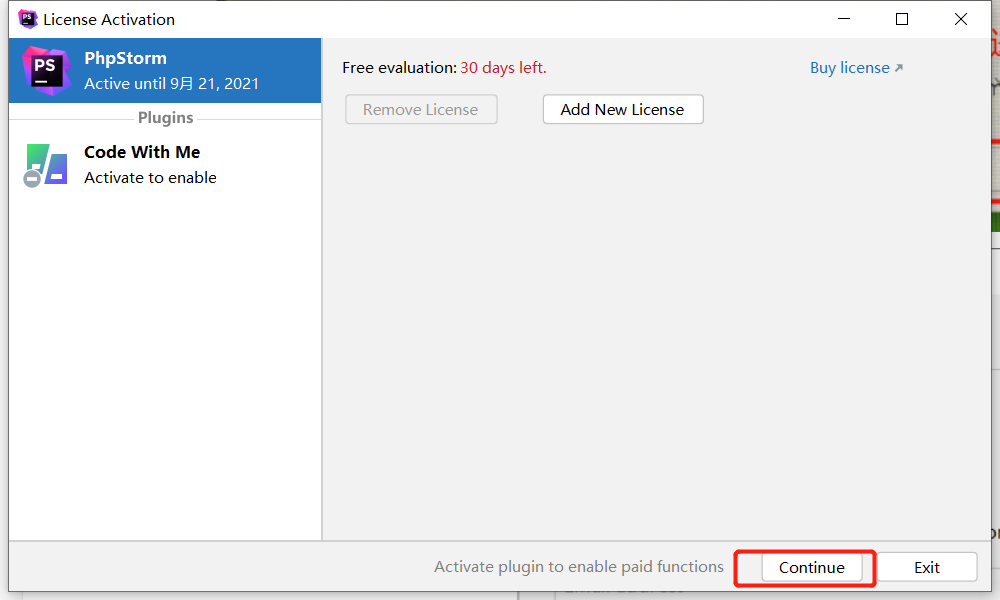 PS License Activation
PS
PhpStorm
Active until 9月 21, 2021
Plugins
Code With Me
Activate to enable
Free evaluation: 30 days left.
Buy license
Remove License
Add New License
Activate plugin to enable paid functions
Continue
Exit